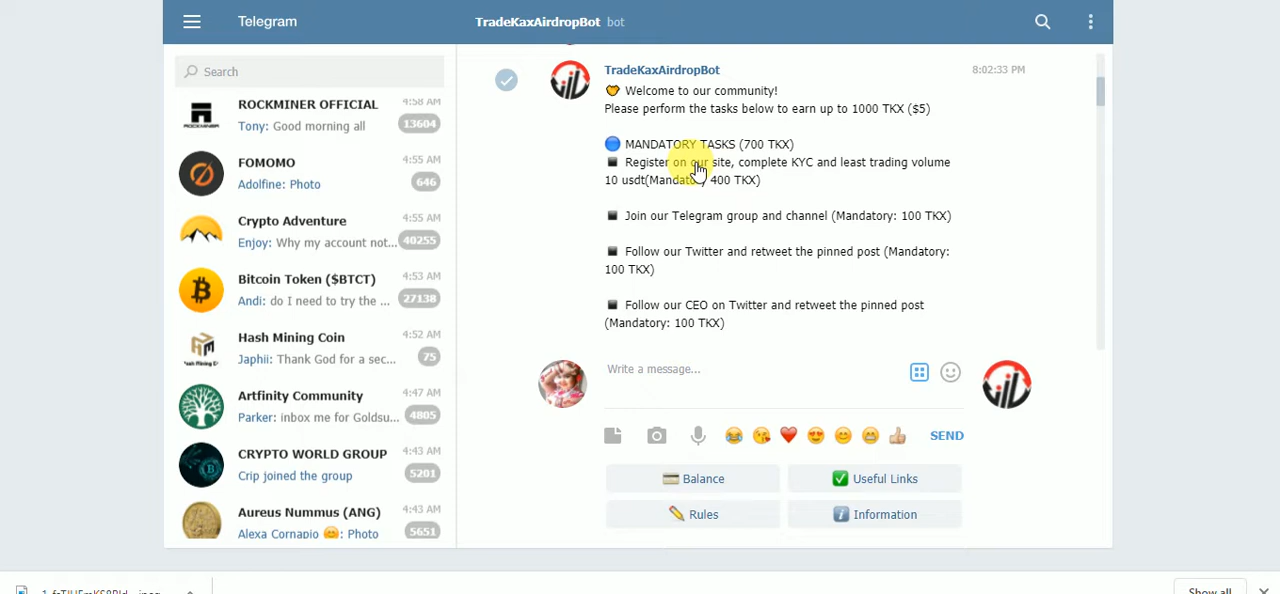 Telegram
TradeKaxAirdropBot bot
Search
ROCKMINER OFFICIAL 4:58 AM
Tony: Good morning all 13604
FOMOMO 4:55 AM
Adolfine: Photo 646
Crypto Adventure 4:55 AM
Enjoy: Why my account not... 40255
Bitcoin Token ($BTCT) 4:53 AM
Andi: do I need to try the ... 27138
Hash Mining Coin 4:52 AM
Japhii: Thank God for a sec... 75
Artfinity Community 4:47 AM
Parker: inbox me for Goldsu... 4805
CRYPTO WORLD GROUP 4:43 AM
Crip joined the group 5201
Aureus Nummus (ANG) 4:43 AM
Alexa Cornapio 😊: Photo 5651
TradeKaxAirdropBot 8:02:33 PM
Welcome to our community!
Please perform the tasks below to earn up to 1000 TKX ($5)
MANDATORY TASKS (700 TKX)
Register on our site, complete KYC and least trading volume
10 usdt(Mandatory 400 TKX)
Join our Telegram group and channel (Mandatory: 100 TKX)
Follow our Twitter and retweet the pinned post (Mandatory:
100 TKX)
Follow our CEO on Twitter and retweet the pinned post
(Mandatory: 100 TKX)
Write a message...
SEND
Balance
Useful Links
Rules
Information
Show all